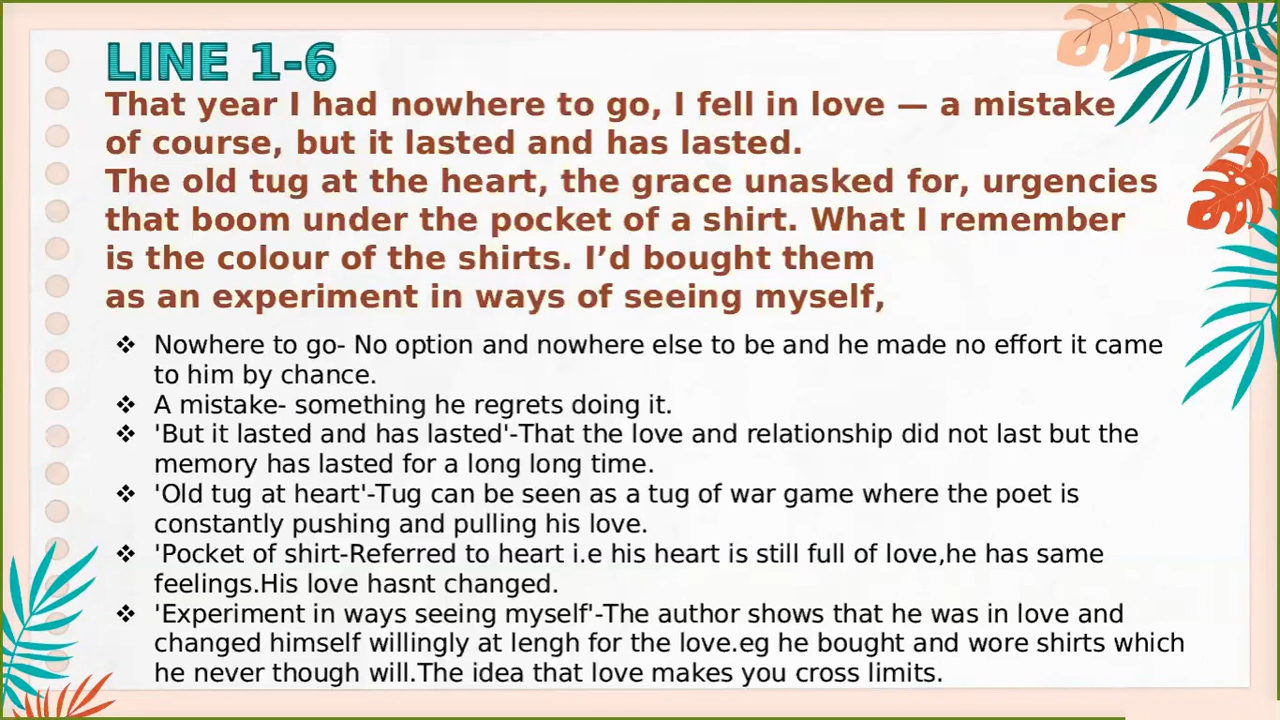 LINE 1-6
That year I had nowhere to go, I fell in love — a mistake
of course, but it lasted and has lasted.
The old tug at the heart, the grace unasked for, urgencies
that boom under the pocket of a shirt. What I remember
is the colour of the shirts. I’d bought them
as an experiment in ways of seeing myself,
❖ Nowhere to go- No option and nowhere else to be and he made no effort it came
to him by chance.
❖ A mistake- something he regrets doing it.
❖ 'But it lasted and has lasted'-That the love and relationship did not last but the
memory has lasted for a long long time.
❖ 'Old tug at heart'-Tug can be seen as a tug of war game where the poet is
constantly pushing and pulling his love.
❖ 'Pocket of shirt-Referred to heart i.e his heart is still full of love,he has same
feelings.His love hasnt changed.
❖ 'Experiment in ways seeing myself'-The author shows that he was in love and
changed himself willingly at lengh for the love.eg he bought and wore shirts which
he never though will.The idea that love makes you cross limits.